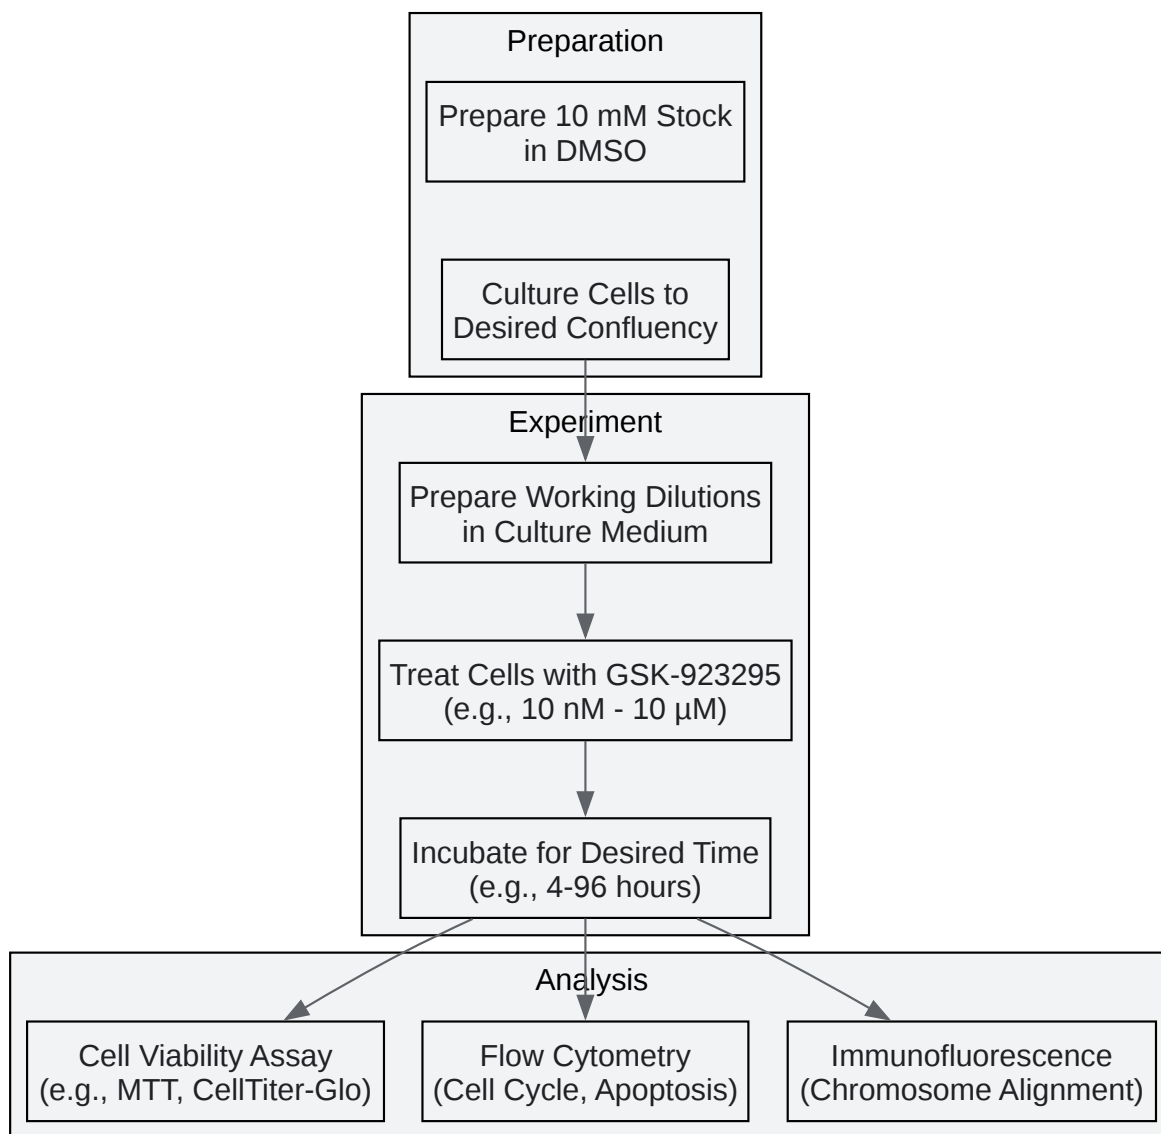 Preparation
Prepare 10 mM Stock
in DMSO
Culture Cells to
Desired Confluency
Experiment
Prepare Working Dilutions
in Culture Medium
Treat Cells with GSK-923295
(e.g., 10 nM - 10 µM)
Incubate for Desired Time
(e.g., 4-96 hours)
Analysis
Cell Viability Assay
(e.g., MTT, CellTiter-Glo)
Flow Cytometry
(Cell Cycle, Apoptosis)
Immunofluorescence
(Chromosome Alignment)